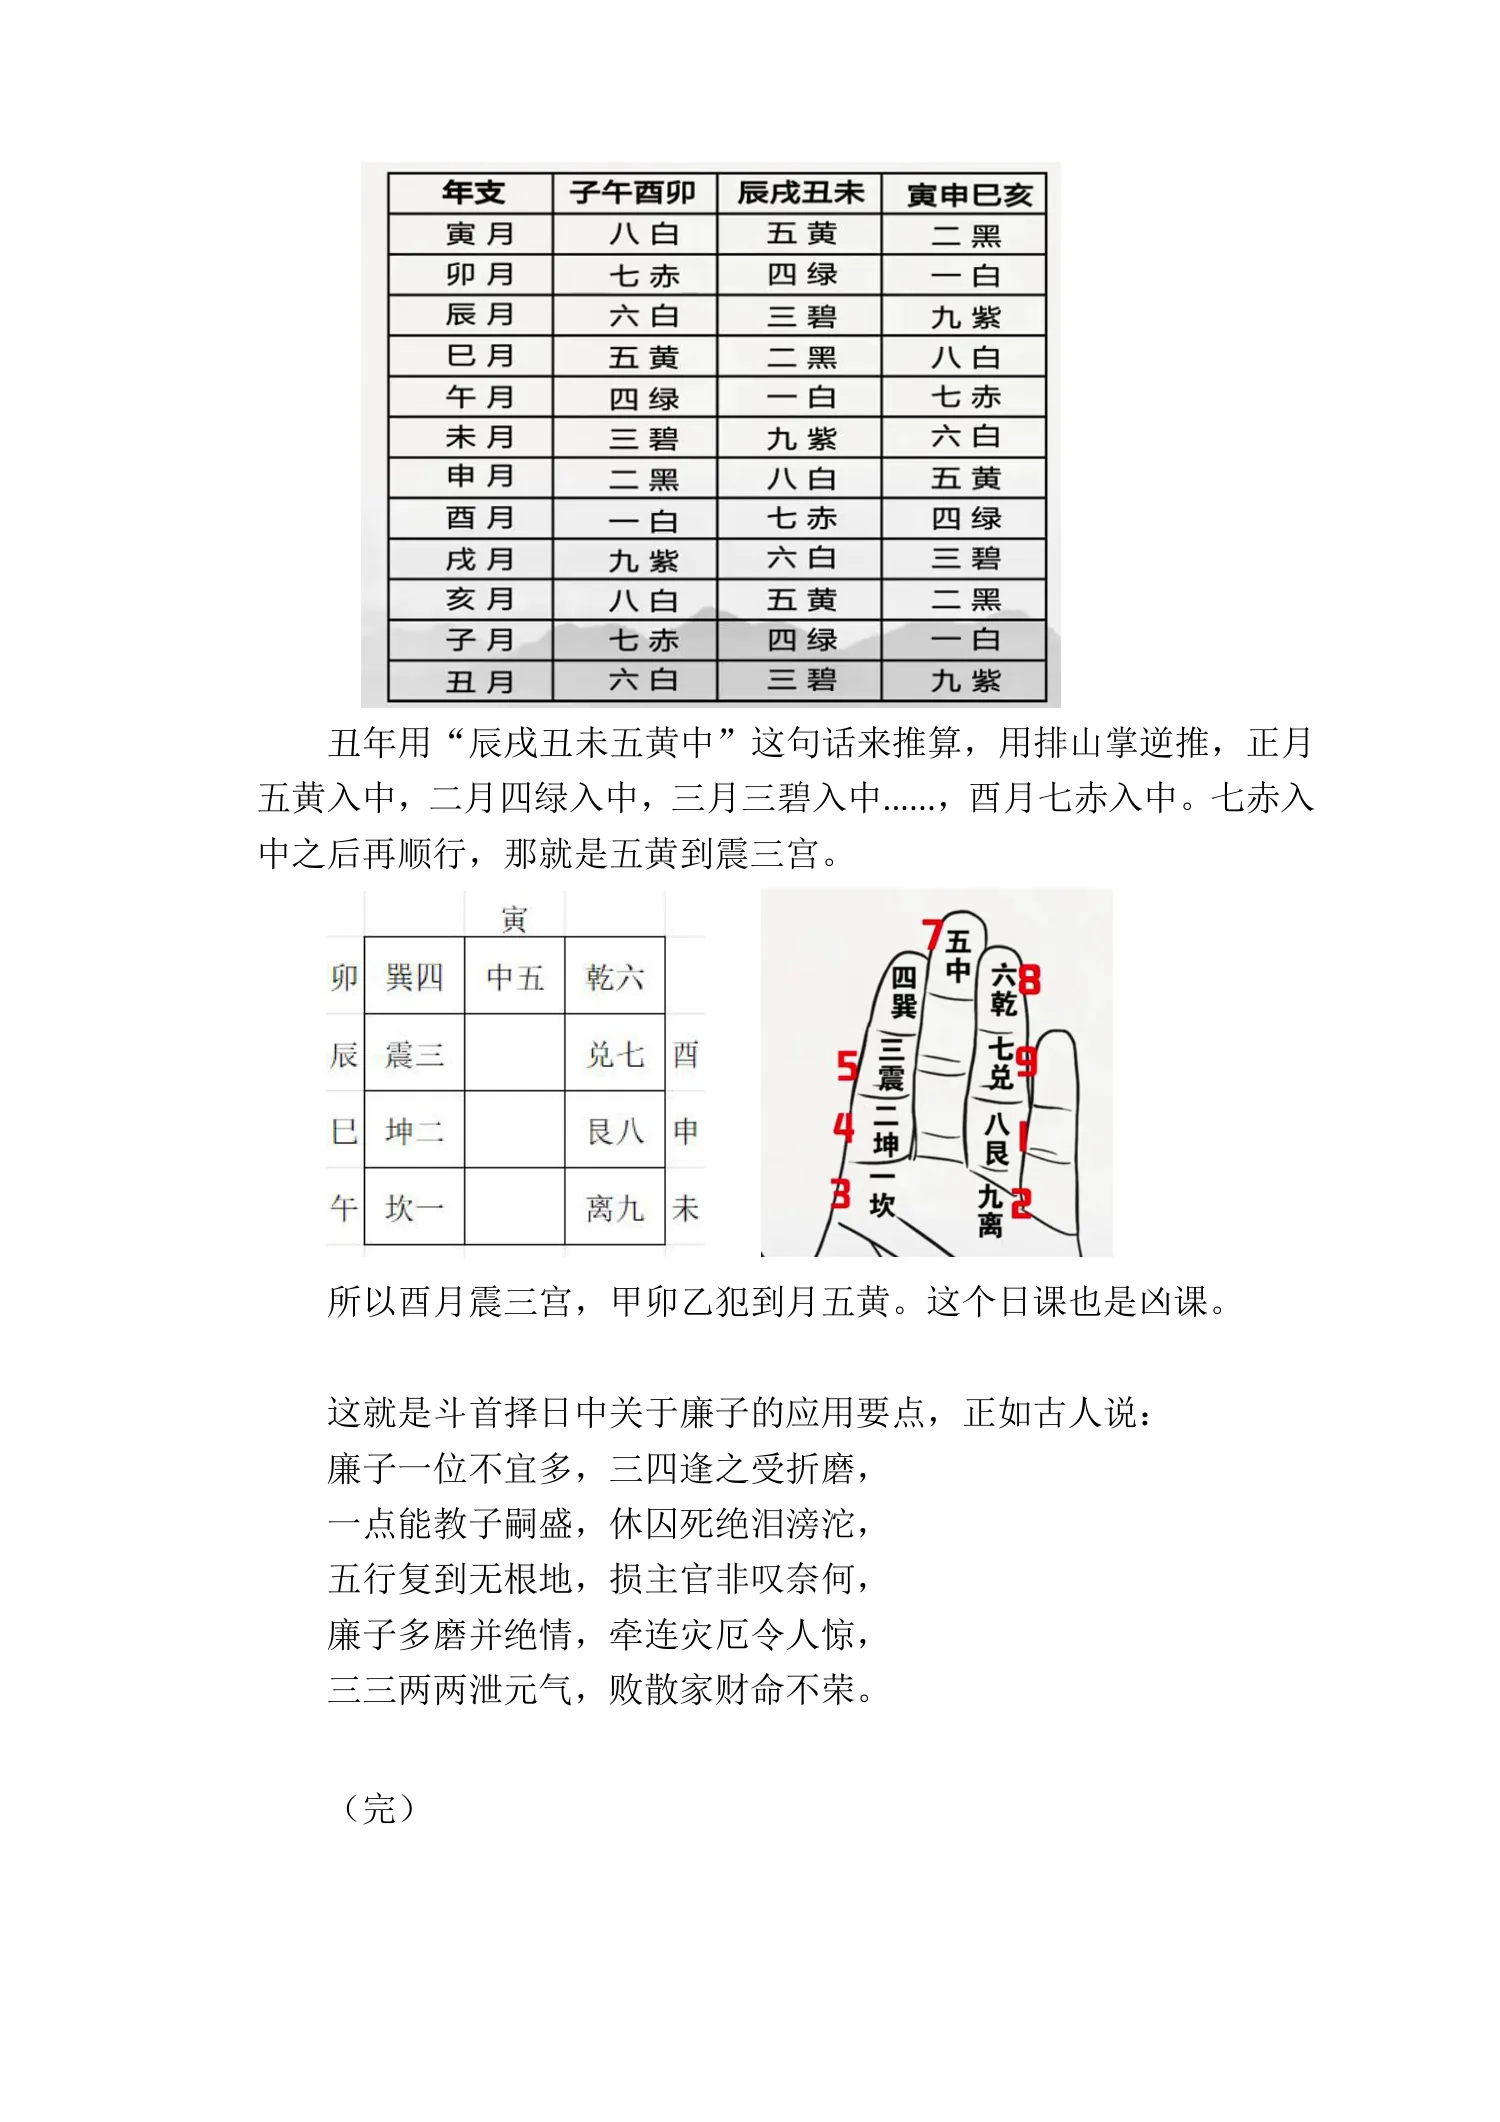 年支 子午酉卯 辰戌丑未 寅申巳亥
寅月 八白 五黄 二黑
卯月 七赤 四绿 一白
辰月 六白 三碧 九紫
巳月 五黄 二黑 八白
午月 四绿 一白 七赤
未月 三碧 九紫 六白
申月 二黑 八白 五黄
酉月 一白 七赤 四绿
戌月 九紫 六白 三碧
亥月 八白 五黄 二黑
子月 七赤 四绿 一白
丑月 六白 三碧 九紫
丑年用“辰戌丑未五黄中”这句话来推算，用排山掌逆推，正月
五黄入中，二月四绿入中，三月三碧入中……，酉月七赤入中。七赤入
中之后再顺行，那就是五黄到震三宫。
寅
卯 巽四 中五 乾六
辰 震三 兑七 酉
巳 坤二 艮八 申
午 坎一 离九 未
7 五中
四巽 六乾 8
5 三震 七兑 9
4 二坤 八艮 1
3 一坎 九离 2
所以酉月震三宫，甲卯乙犯到月五黄。这个日课也是凶课。
这就是斗首择日中关于廉子的应用要点，正如古人说：
廉子一位不宜多，三四逢之受折磨，
一点能教子嗣盛，休囚死绝泪滂沱，
五行复到无根地，损主官非叹奈何，
廉子多磨并绝情，牵连灾厄令人惊，
三三两两泄元气，败散家财命不荣。
（完）